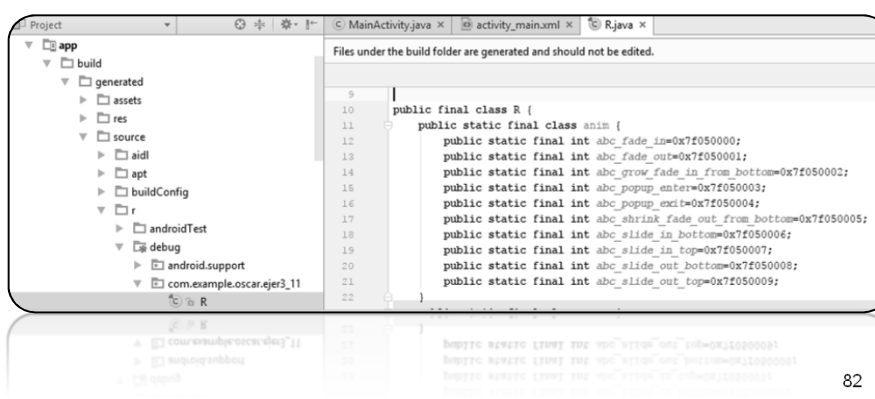 Project
MainActivity.java × activity_main.xml × R.java ×
app
build
generated
assets
res
source
aidl
apt
buildConfig
r
androidTest
debug
android.support
com.example.oscar.ejer3_11
R
Files under the build folder are generated and should not be edited.
9
10 public final class R {
11 public static final class anim {
12 public static final int abc_fade_in=0x7f050000;
13 public static final int abc_fade_out=0x7f050001;
14 public static final int abc_grow_fade_in_from_bottom=0x7f050002;
15 public static final int abc_popup_enter=0x7f050003;
16 public static final int abc_popup_exit=0x7f050004;
17 public static final int abc_shrink_fade_out_from_bottom=0x7f050005;
18 public static final int abc_slide_in_bottom=0x7f050006;
19 public static final int abc_slide_in_top=0x7f050007;
20 public static final int abc_slide_out_bottom=0x7f050008;
21 public static final int abc_slide_out_top=0x7f050009;
22 }
82